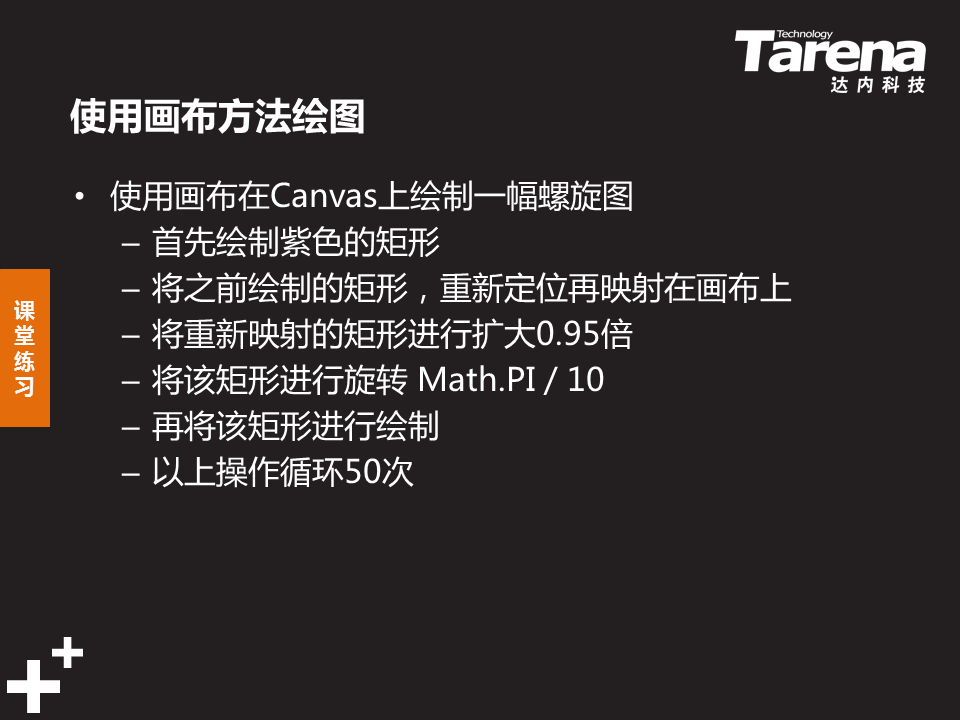 Technology
Tarena
达内科技
使用画布方法绘图
• 使用画布在Canvas上绘制一幅螺旋图
– 首先绘制紫色的矩形
– 将之前绘制的矩形，重新定位再映射在画布上
– 将重新映射的矩形进行扩大0.95倍
– 将该矩形进行旋转 Math.PI / 10
– 再将该矩形进行绘制
– 以上操作循环50次
课
堂
练
习